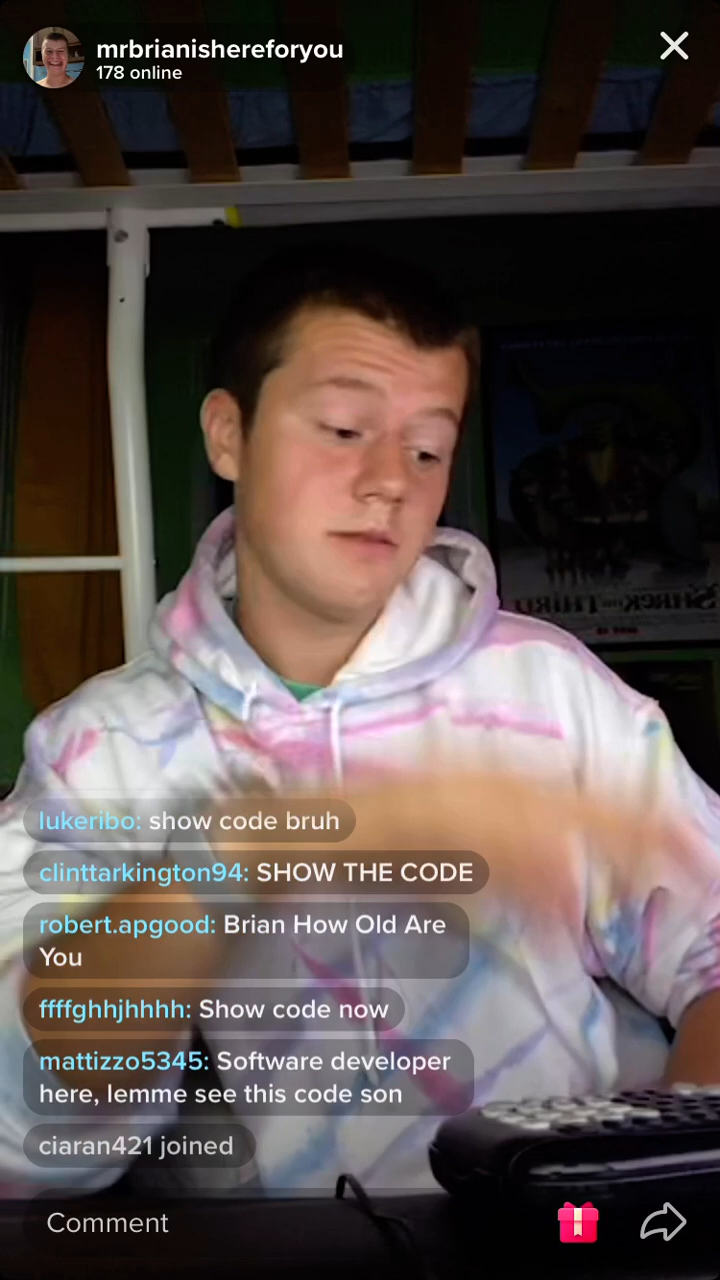 mrbrianishereforyou
178 online
lukeribo: show code bruh
clinttarkington94: SHOW THE CODE
robert.apgood: Brian How Old Are
You
ffffghhjhhhh: Show code now
mattizzo5345: Software developer
here, lemme see this code son
ciaran421 joined
Comment